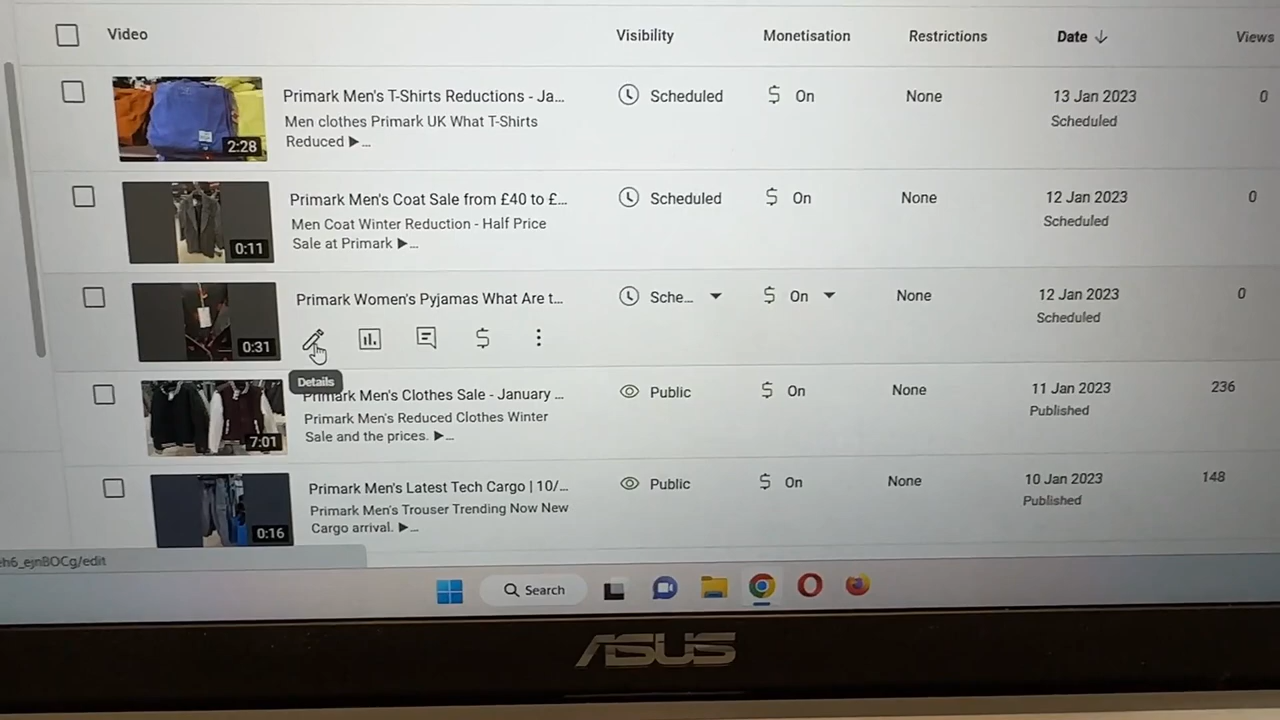 Video Visibility Monetisation Restrictions Date Views
Primark Men's T-Shirts Reductions - Ja... Scheduled $ On None 13 Jan 2023 0
Men clothes Primark UK What T-Shirts Scheduled
Reduced ▶...
2:28
Primark Men's Coat Sale from £40 to £... Scheduled $ On None 12 Jan 2023 0
Men Coat Winter Reduction - Half Price Scheduled
Sale at Primark ▶...
0:11
Primark Women's Pyjamas What Are t... Sche... $ On None 12 Jan 2023 0
Scheduled
0:31
Details
Primark Men's Clothes Sale - January ... Public $ On None 11 Jan 2023 236
Primark Men's Reduced Clothes Winter Published
Sale and the prices. ▶...
7:01
Primark Men's Latest Tech Cargo | 10/... Public $ On None 10 Jan 2023 148
Primark Men's Trouser Trending Now New Published
Cargo arrival. ▶...
0:16
eh6_ejnBOCg/edit
Search
ASUS